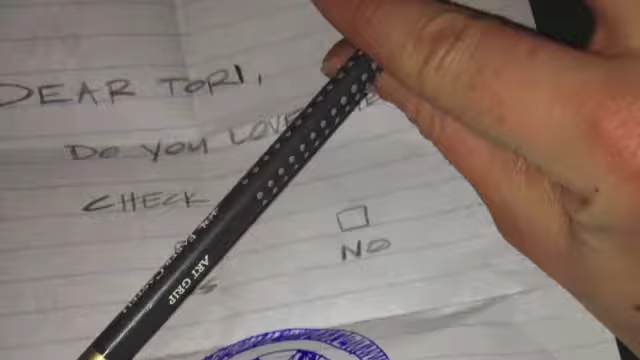 DEAR TORI,
DO YOU LOVE
CHECK
NO
ART GRIP